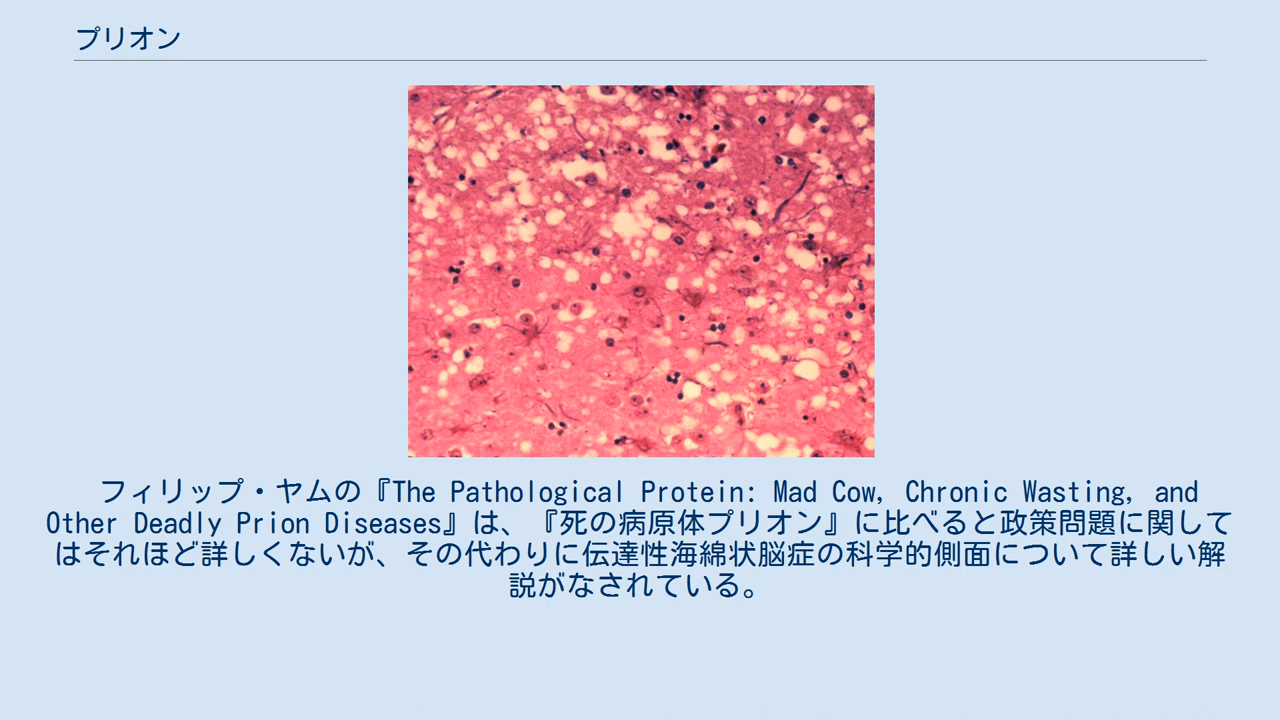 プリオン
フィリップ・ヤムの『The Pathological Protein: Mad Cow, Chronic Wasting, and
Other Deadly Prion Diseases』は、『死の病原体プリオン』に比べると政策問題に関して
はそれほど詳しくないが、その代わりに伝達性海綿状脳症の科学的側面について詳しい解
説がなされている。